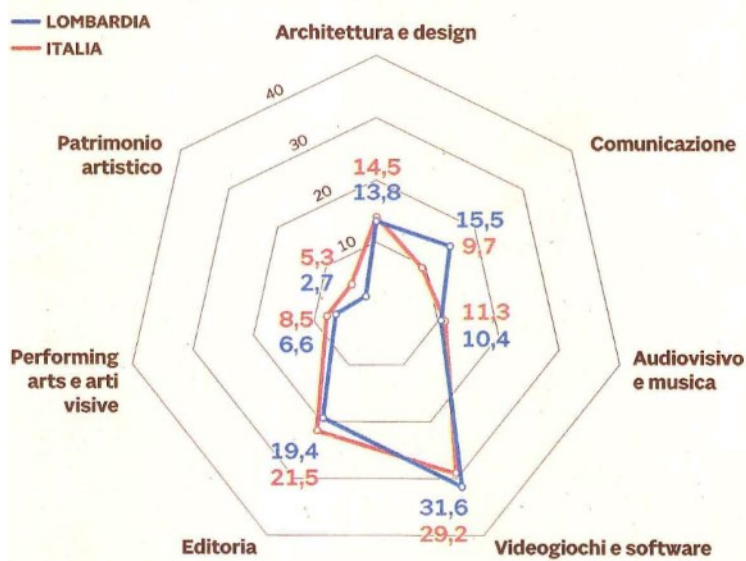 LOMBARDIA
ITALIA
Architettura e design
40
30
20
10
Patrimonio
artistico
Comunicazione
14,5
13,8
15,5
9,7
5,3
2,7
11,3
10,4
8,5
6,6
Performing
arts e arti
visive
Audiovisivo
e musica
19,4
21,5
31,6
29,2
Editoria
Videogiochi e software